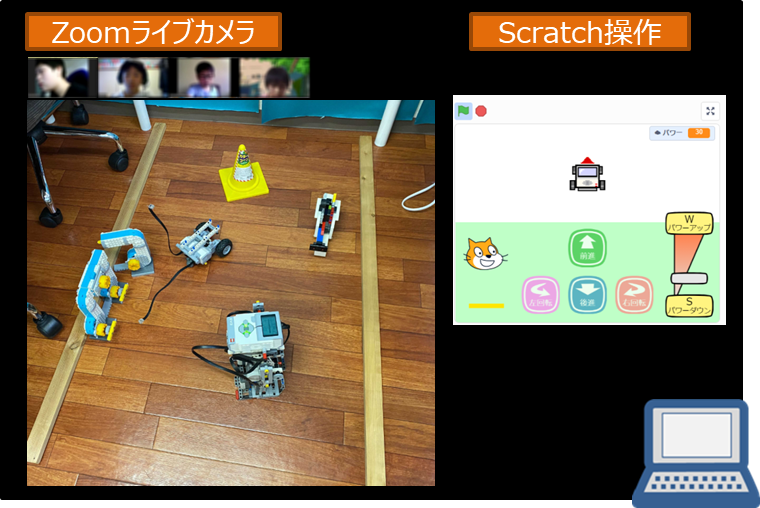 Zoomライブカメラ
Scratch操作
パワー 38
W
パワーアップ
前進
左回転
後進
右回転
S
パワーダウン